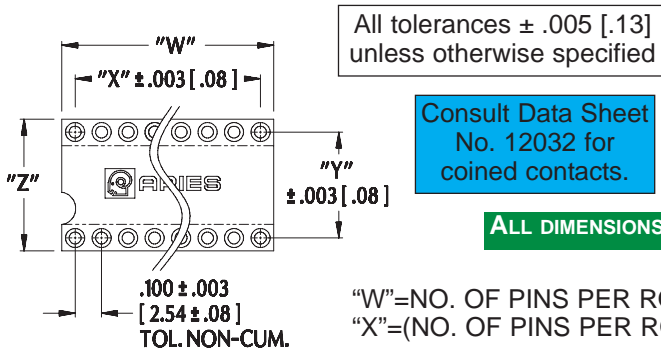 "W"
"X" ±.003 [.08]
"Z"
ARIES
"Y"
±.003 [.08]
.100 ±.003
[2.54 ±.08]
TOL. NON-CUM.
All tolerances ± .005 [.13]
unless otherwise specified
Consult Data Sheet
No. 12032 for
coined contacts.
ALL DIMENSIONS
“W”=NO. OF PINS PER
“X”=(NO. OF PINS PER